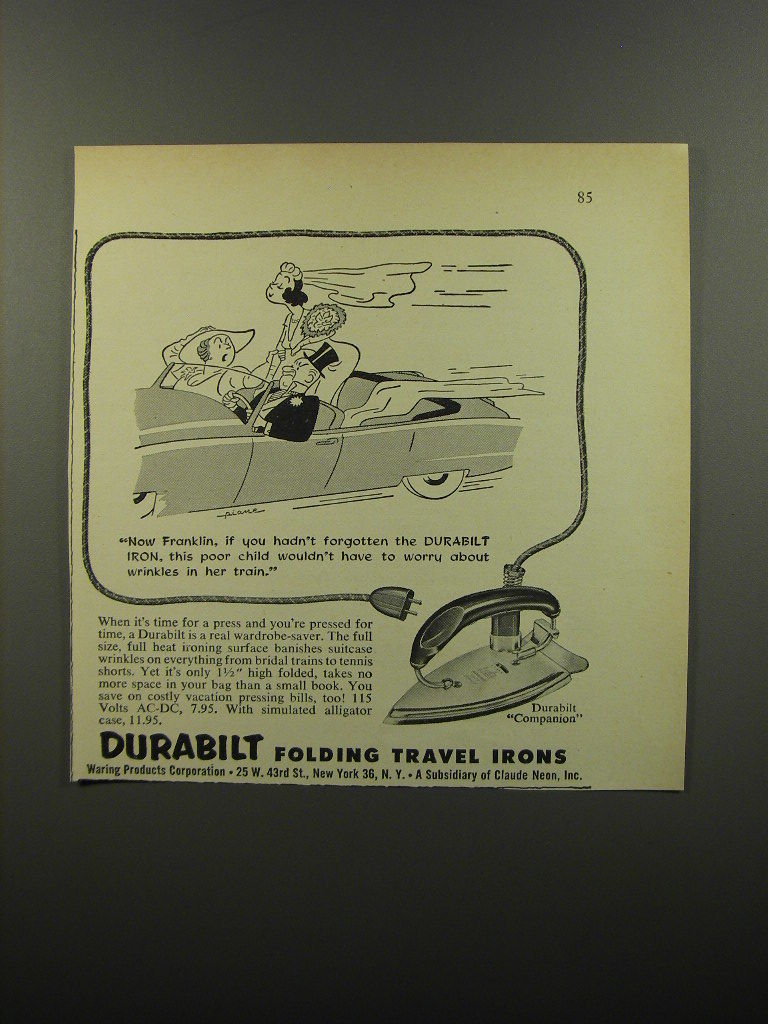 85
plane
"Now Franklin, if you hadn't forgotten the DURABILT
IRON, this poor child wouldn't have to worry about
wrinkles in her train."
When it's time for a press and you're pressed for
time, a Durabilt is a real wardrobe-saver. The full
size, full heat ironing surface banishes suitcase
wrinkles on everything from bridal trains to tennis
shorts. Yet it's only 1½" high folded, takes no
more space in your bag than a small book. You
save on costly vacation pressing bills, too! 115
Volts AC-DC, 7.95. With simulated alligator
case, 11.95.
Durabilt
"Companion"
DURABILT FOLDING TRAVEL IRONS
Waring Products Corporation • 25 W. 43rd St., New York 36, N. Y. • A Subsidiary of Claude Neon, Inc.